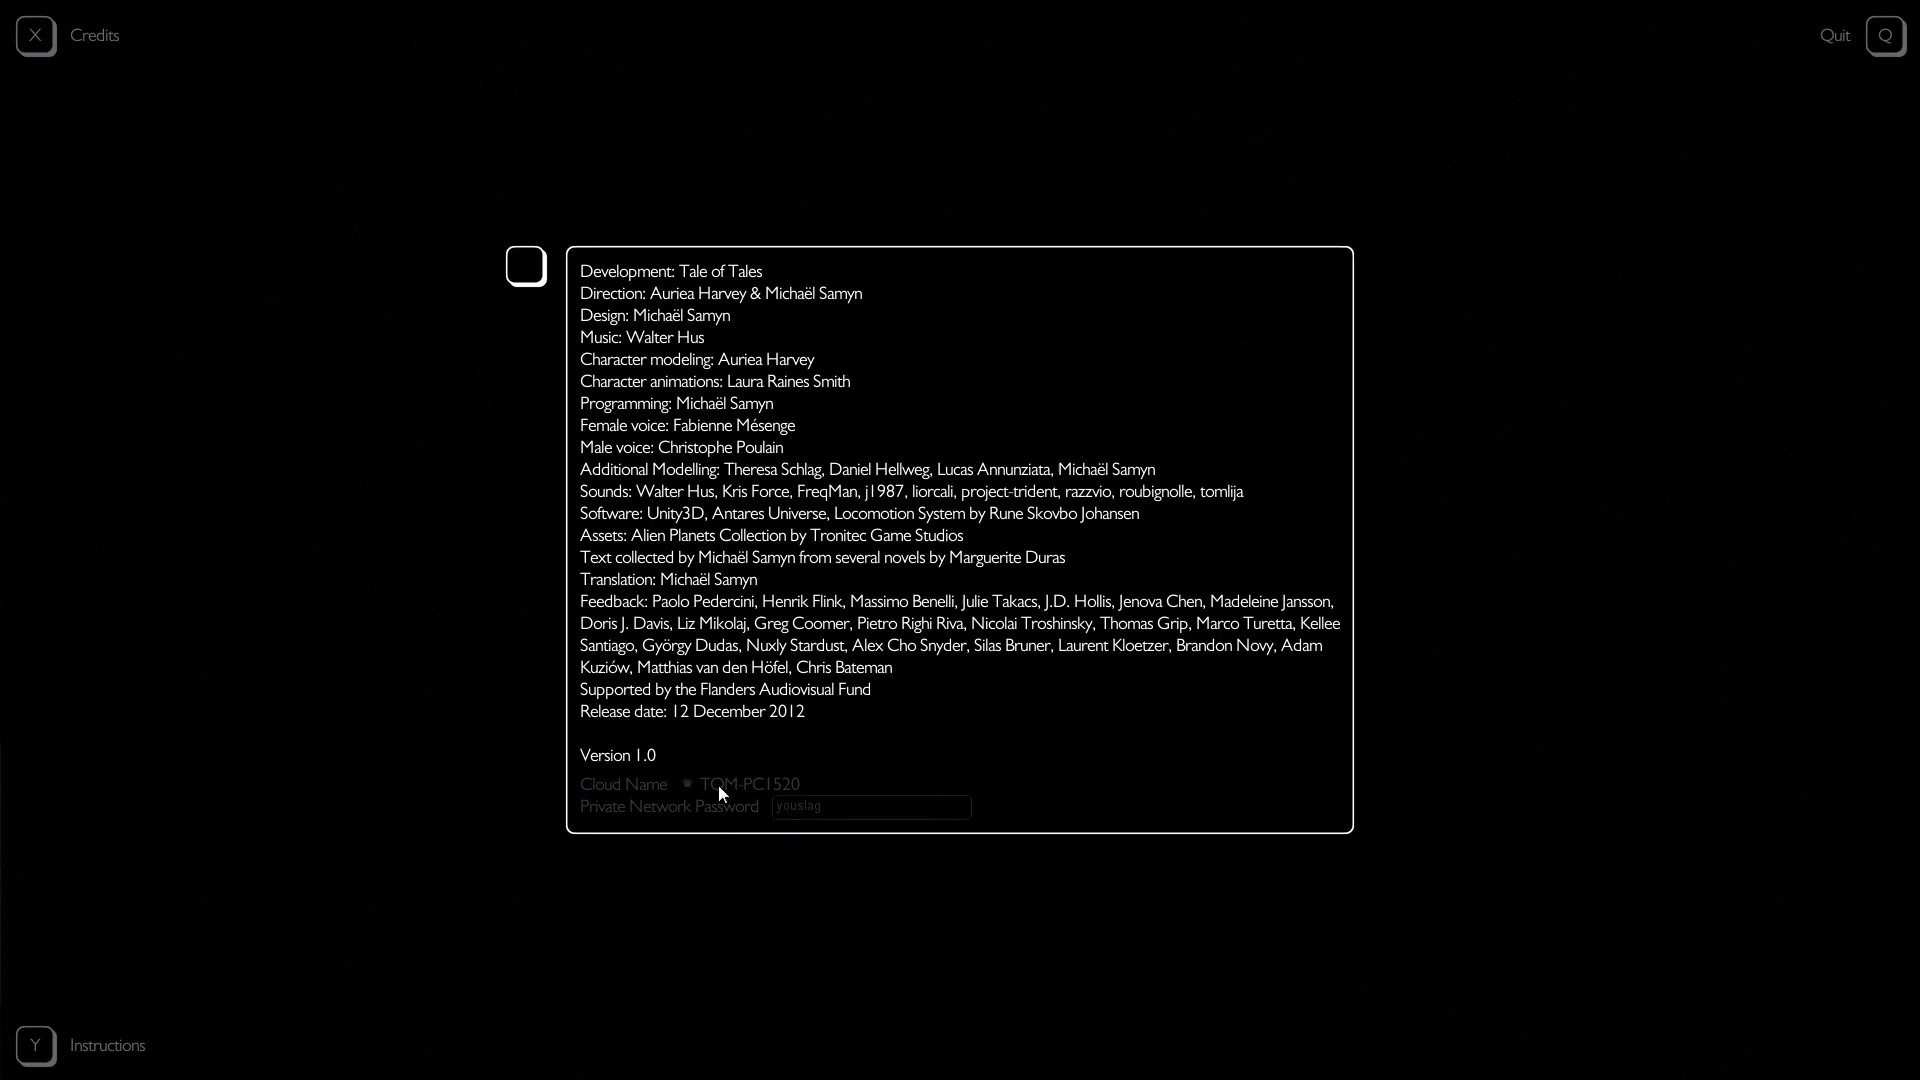 X Credits
Quit Q
Development: Tale of Tales
Direction: Auriea Harvey & Michaël Samyn
Design: Michaël Samyn
Music: Walter Hus
Character modeling: Auriea Harvey
Character animations: Laura Raines Smith
Programming: Michaël Samyn
Female voice: Fabienne Mésenge
Male voice: Christophe Poulain
Additional Modelling: Theresa Schlag, Daniel Hellweg, Lucas Annunziata, Michaël Samyn
Sounds: Walter Hus, Kris Force, FreqMan, j1987, liorcali, project-trident, razzvio, roubignolle, tomlija
Software: Unity3D, Antares Universe, Locomotion System by Rune Skovbo Johansen
Assets: Alien Planets Collection by Tronitec Game Studios
Text collected by Michaël Samyn from several novels by Marguerite Duras
Translation: Michaël Samyn
Feedback: Paolo Pedercini, Henrik Flink, Massimo Benelli, Julie Takacs, J.D. Hollis, Jenova Chen, Madeleine Jansson,
Doris J. Davis, Liz Mikolaj, Greg Coomer, Pietro Righi Riva, Nicolai Troshinsky, Thomas Grip, Marco Turetta, Kellee
Santiago, György Dudas, Nuxly Stardust, Alex Cho Snyder, Silas Bruner, Laurent Kloetzer, Brandon Novy, Adam
Kuziów, Matthias van den Höfel, Chris Bateman
Supported by the Flanders Audiovisual Fund
Release date: 12 December 2012
Version 1.0
Cloud Name TOM-PC1520
Private Network Password youslag
Y Instructions